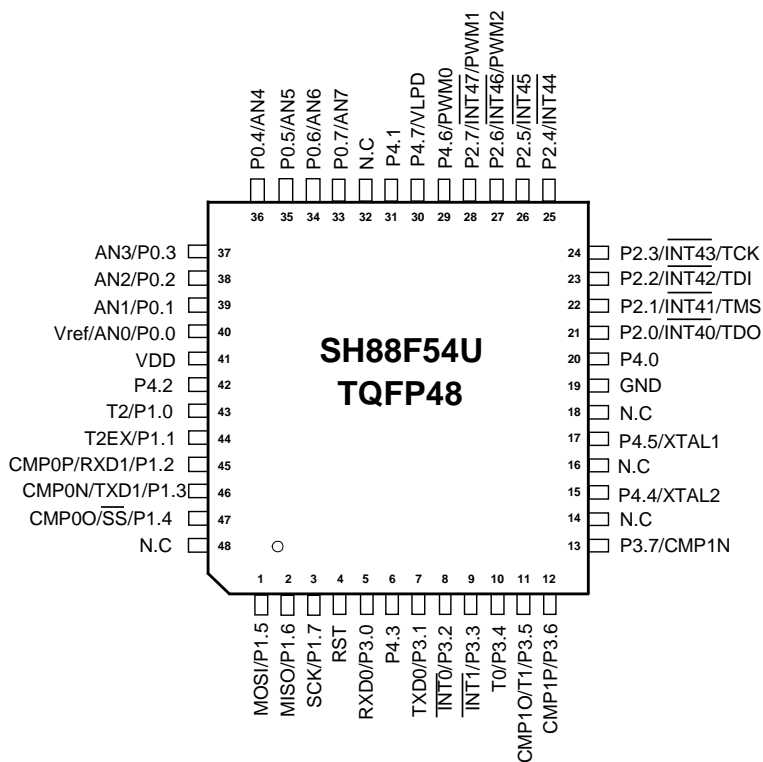 P0.4/AN4
P0.5/AN5
P0.6/AN6
P0.7/AN7
N.C
P4.1
P4.7/VLPD
P4.6/PWM0
P2.7/INT47/PWM1
P2.6/INT46/PWM2
P2.5/INT45
P2.4/INT44
36 35 34 33 32 31 30 29 28 27 26 25
AN3/P0.3 37
AN2/P0.2 38
AN1/P0.1 39
Vref/AN0/P0.0 40
VDD 41
P4.2 42
T2/P1.0 43
T2EX/P1.1 44
CMP0P/RXD1/P1.2 45
CMP0N/TXD1/P1.3 46
CMP0O/SS/P1.4 47
N.C 48
SH88F54U
TQFP48
24 P2.3/INT43/TCK
23 P2.2/INT42/TDI
22 P2.1/INT41/TMS
21 P2.0/INT40/TDO
20 P4.0
19 GND
18 N.C
17 P4.5/XTAL1
16 N.C
15 P4.4/XTAL2
14 N.C
13 P3.7/CMP1N
1 2 3 4 5 6 7 8 9 10 11 12
MOSI/P1.5
MISO/P1.6
SCK/P1.7
RST
RXD0/P3.0
P4.3
TXD0/P3.1
INT0/P3.2
INT1/P3.3
T0/P3.4
CMP1O/T1/P3.5
CMP1P/P3.6